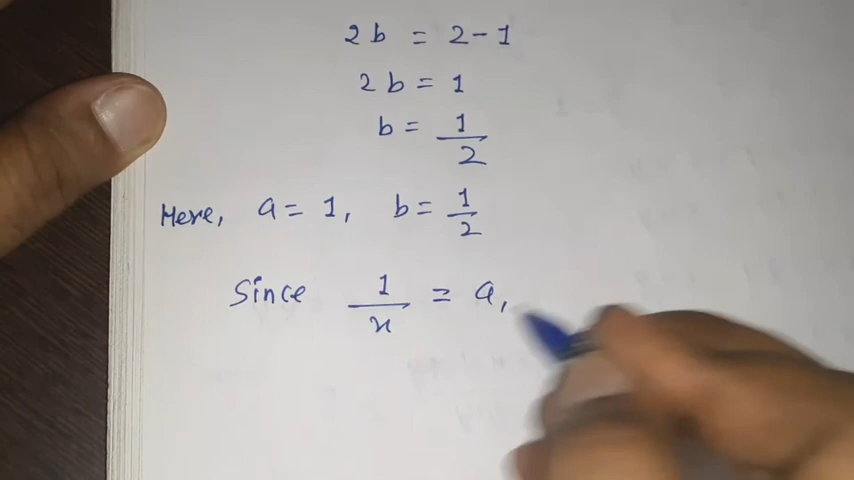 2b = 2-1
2b = 1
b = 1/2
Here, a = 1, b = 1/2
Since 1/x = a,